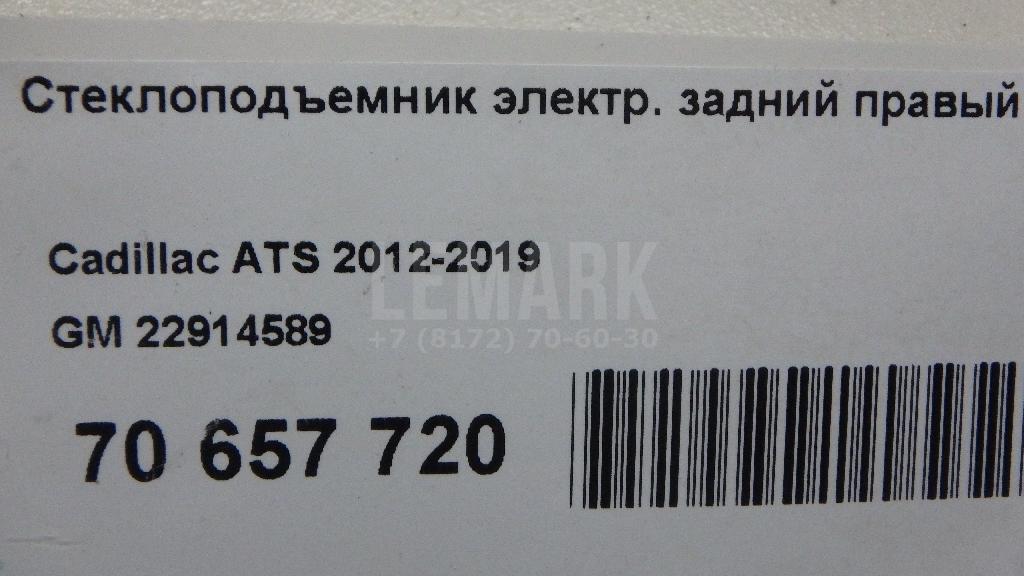 Стеклоподъемник электр. задний правый
Cadillac ATS 2012-2019
LEMARK
GM 22914589
+7 (8172) 70-60-30
70 657 720